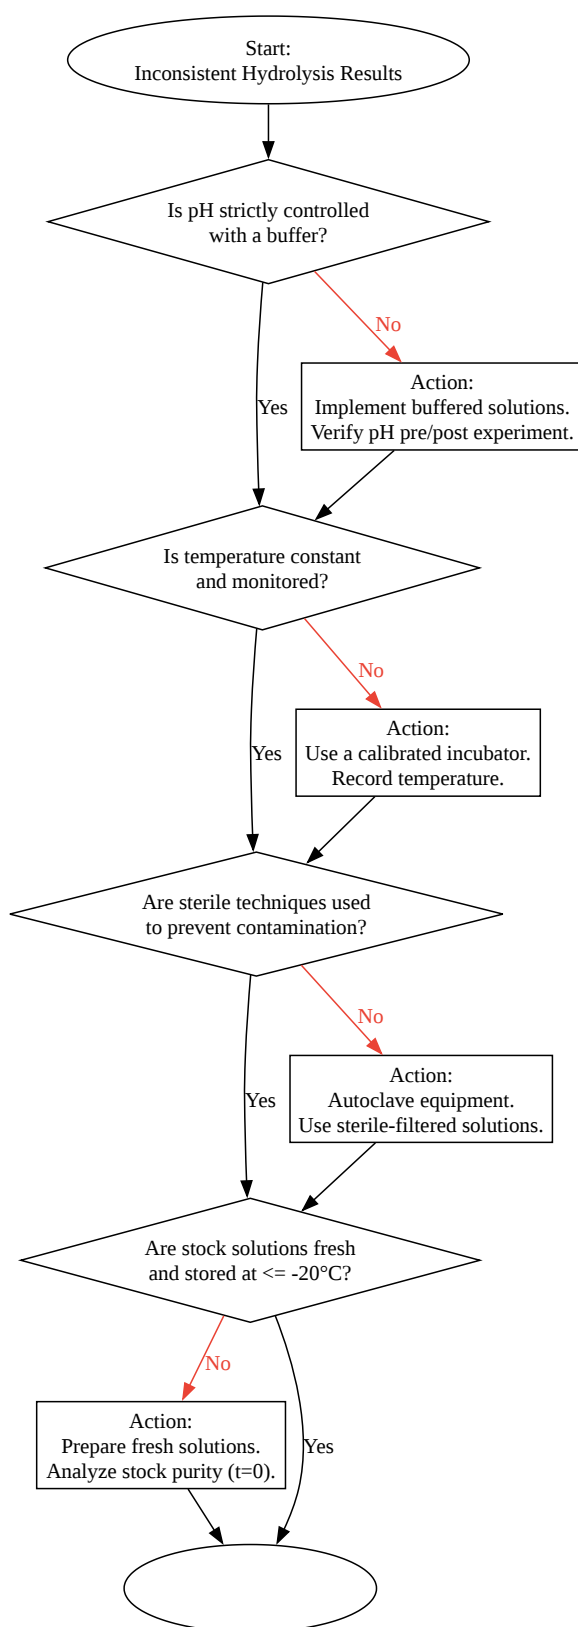 Start:
Inconsistent Hydrolysis Results
Is pH strictly controlled
with a buffer?
No
Action:
Implement buffered solutions.
Verify pH pre/post experiment.
Yes
Is temperature constant
and monitored?
No
Action:
Use a calibrated incubator.
Record temperature.
Yes
Are sterile techniques used
to prevent contamination?
No
Action:
Autoclave equipment.
Use sterile-filtered solutions.
Yes
Are stock solutions fresh
and stored at <= -20°C?
No
Action:
Prepare fresh solutions.
Analyze stock purity (t=0).
Yes